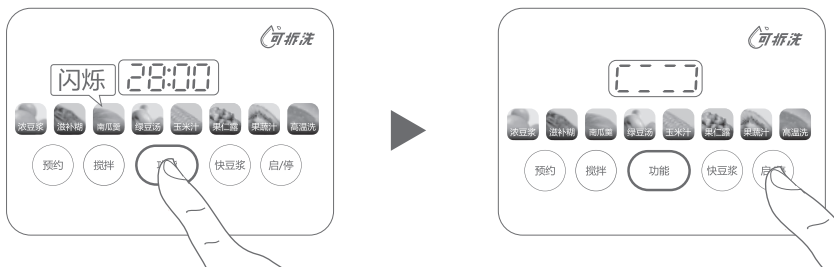 可拆洗
闪烁 28:00
浓豆浆 滋补糊 南瓜羹 绿豆汤 玉米汁 果仁露 果蔬汁 高温洗
预约 搅拌 快豆浆 启/停
可拆洗
浓豆浆 滋补糊 南瓜羹 绿豆汤 玉米汁 果仁露 果蔬汁 高温洗
预约 搅拌 功能 快豆浆